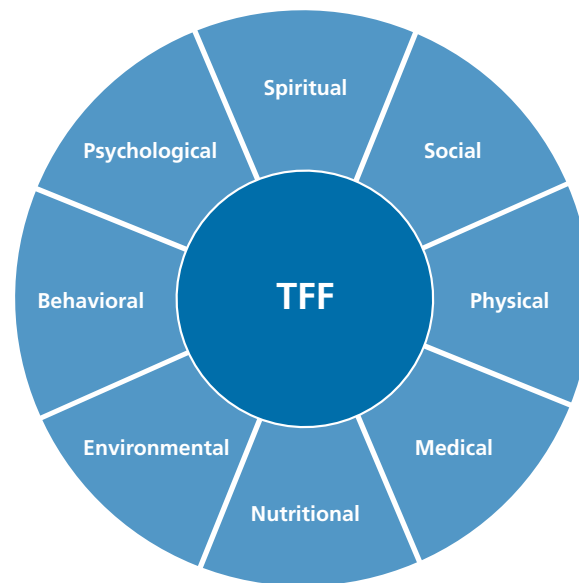 Spiritual
Social
Physical
Medical
Nutritional
Environmental
Behavioral
Psychological
TFF